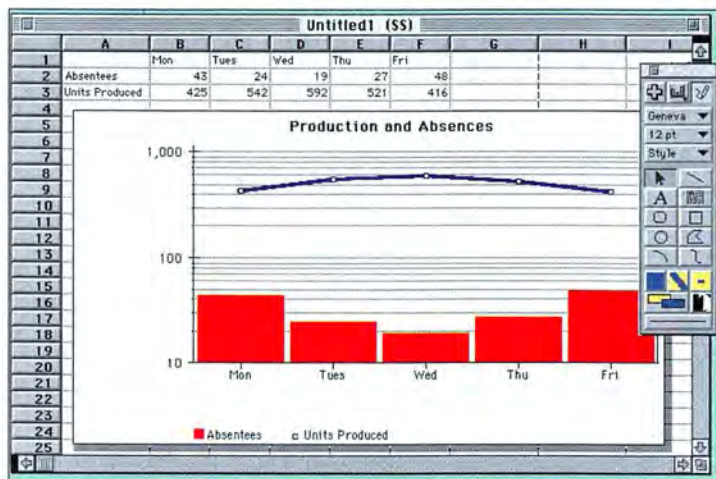 Untitled1 (SS)
A B C D E F G H I
1 Mon Tues Wed Thu Fri
2 Absentees 43 24 19 27 48
3 Units Produced 425 542 592 521 416
4
5
6
7
8
9
10
11
12
13
14
15
16
17
18
19
20
21
22
23
24
25
Production and Absences
1,000
100
10
Mon Tues Wed Thu Fri
Absentees Units Produced
Geneva
12 pt
Style
A